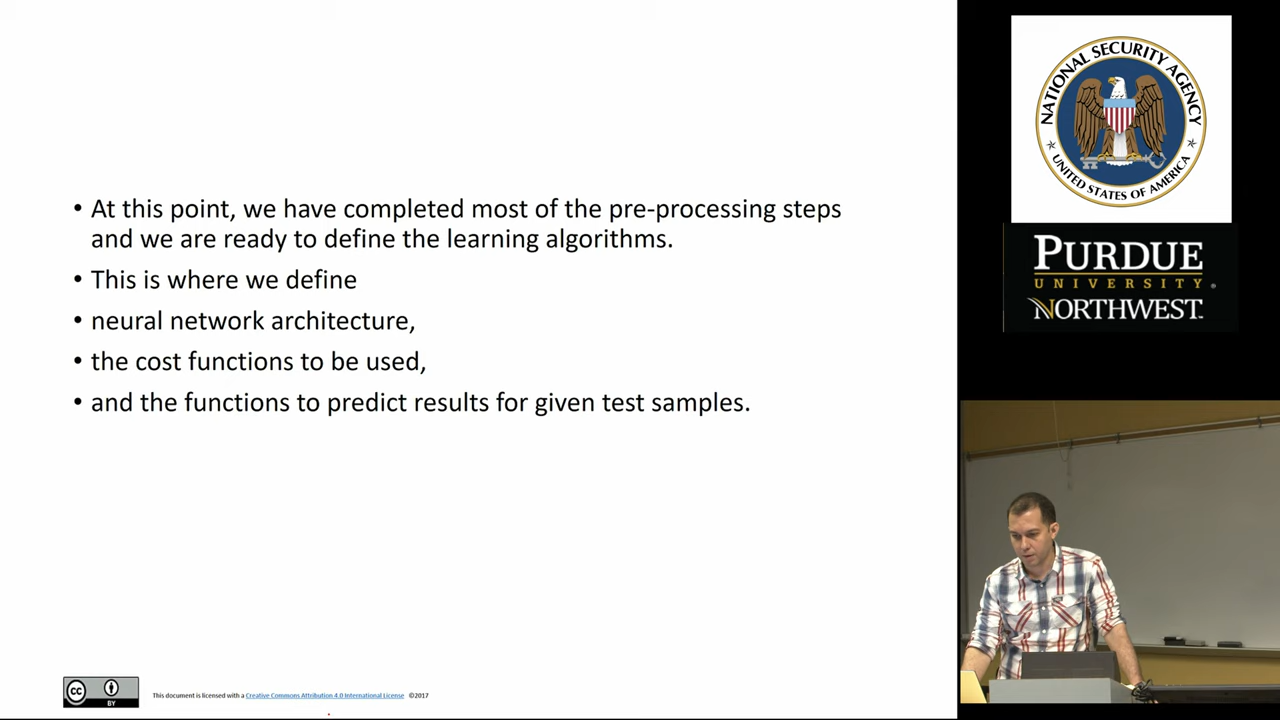 • At this point, we have completed most of the pre-processing steps
and we are ready to define the learning algorithms.
• This is where we define
• neural network architecture,
• the cost functions to be used,
• and the functions to predict results for given test samples.
cc
BY
This document is licensed with a Creative Commons Attribution 4.0 International License ©2017
NATIONAL SECURITY AGENCY
UNITED STATES OF AMERICA
PURDUE
UNIVERSITY
NORTHWEST